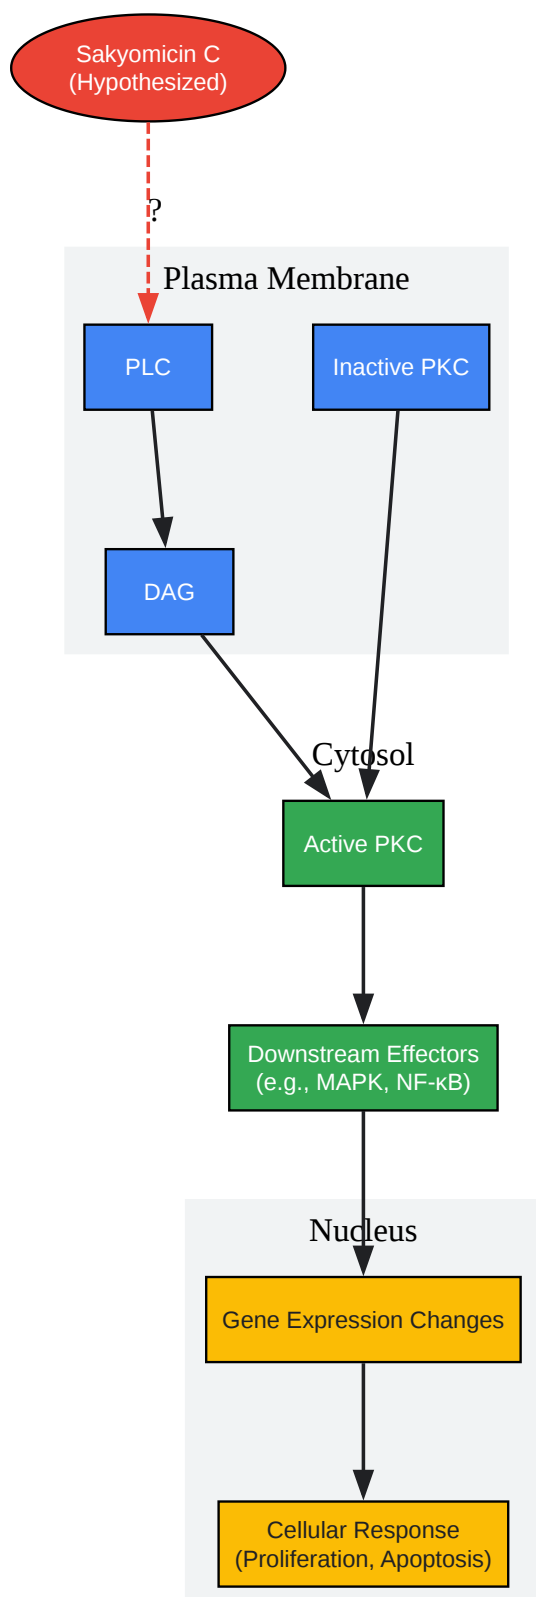 Sakyomicin C
(Hypothesized)
?
Plasma Membrane
PLC
Inactive PKC
DAG
Cytosol
Active PKC
Downstream Effectors
(e.g., MAPK, NF-κB)
Nucleus
Gene Expression Changes
Cellular Response
(Proliferation, Apoptosis)